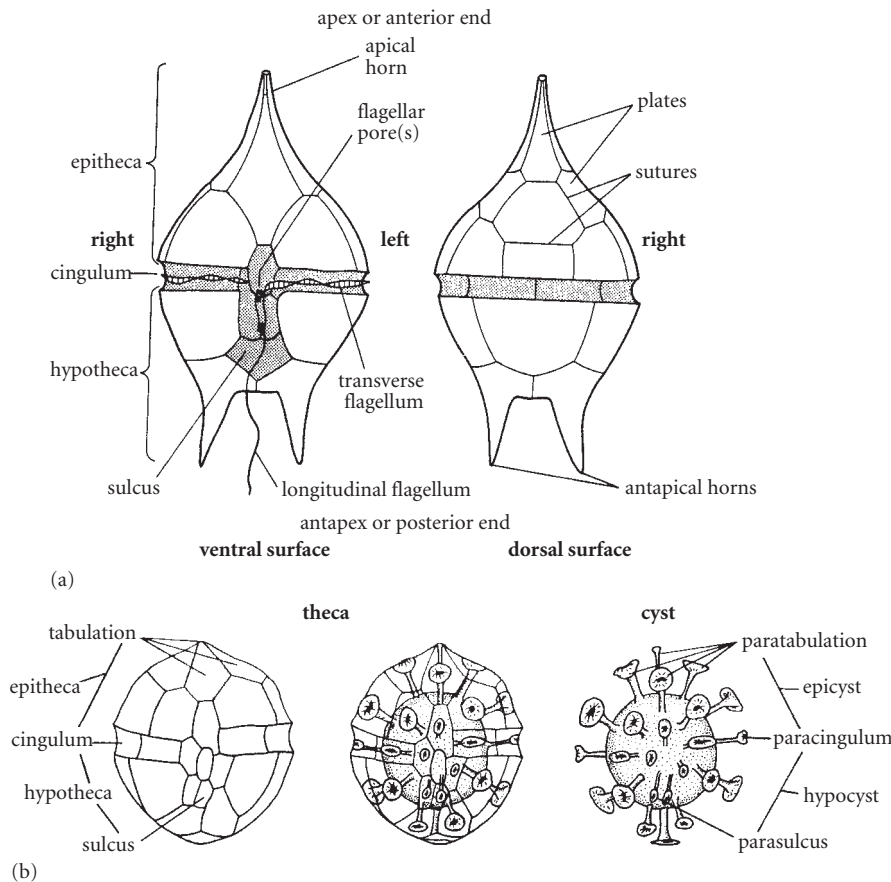 apex or anterior end
apical
horn
flagellar
pore(s)
plates
epitheca
sutures
right
left
right
cingulum
hypotheca
transverse
flagellum
sulcus
longitudinal flagellum
antapical horns
antapex or posterior end
ventral surface
dorsal surface
(a)
theca
cyst
tabulation
paratabulation
epitheca
epicyst
cingulum
paracingulum
hypotheca
hypocyst
sulcus
parasulcus
(b)